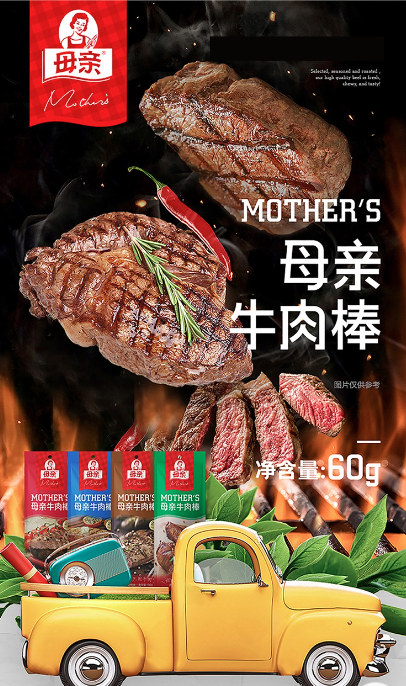 母亲
Mother's
Selected, seasoned and roasted ,
our high quality beef is fresh,
chewy, and tasty!
MOTHER'S
母亲
牛肉棒
图片仅供参考
净含量:60g
母亲
MOTHER'S
母亲牛肉棒
母亲
MOTHER'S
母亲牛肉棒
母亲
MOTHER'S
母亲牛肉棒
母亲
MOTHER'S
母亲牛肉棒